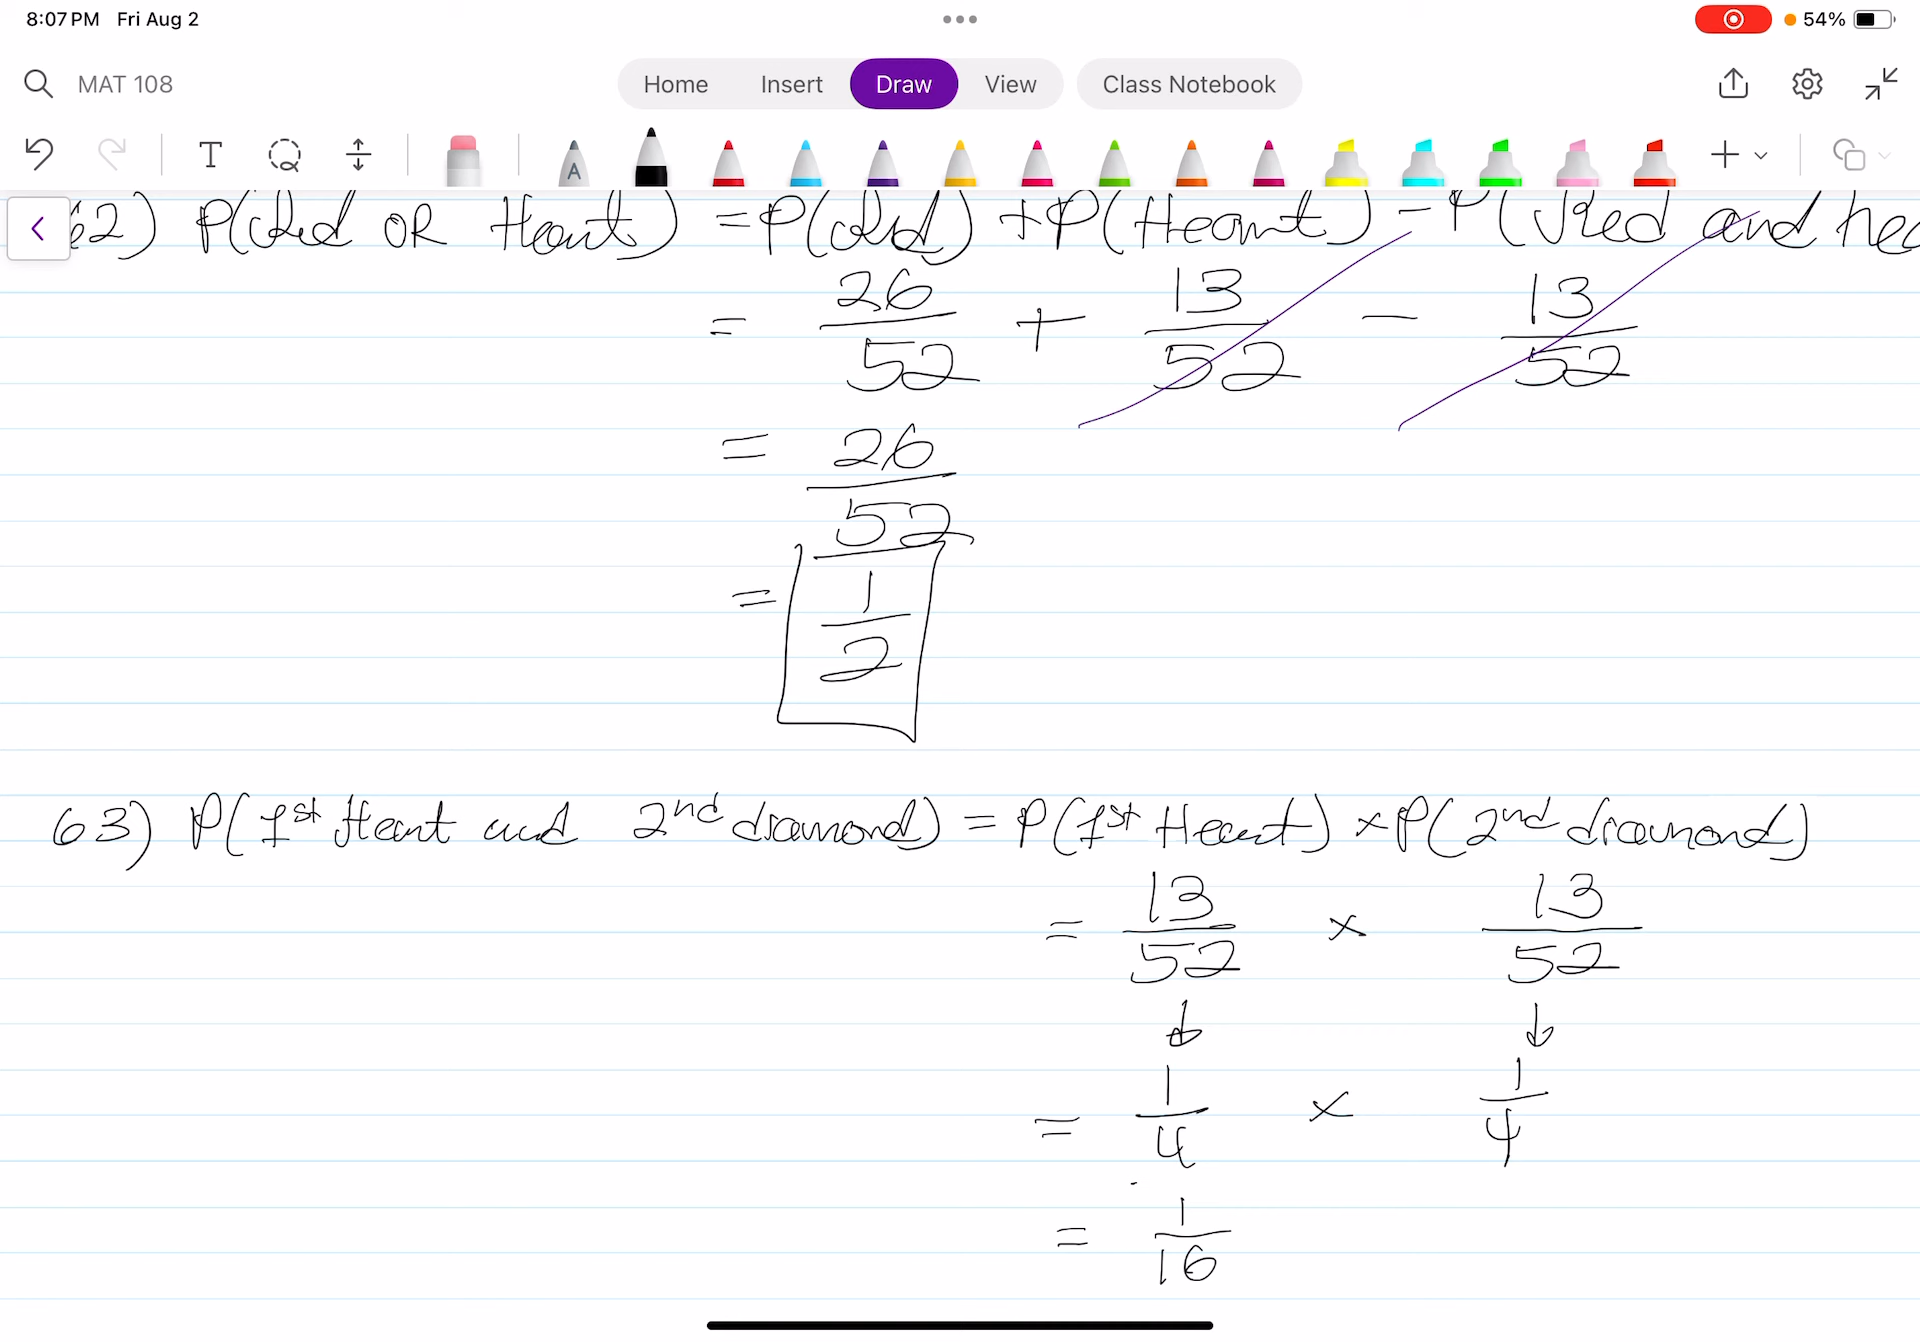 8:07 PM Fri Aug 2
54%
MAT 108
Home Insert Draw View Class Notebook
T
A
62) P(Red OR Heart) = P(Red) + P(Heart) - P(Red and hea
= 26/52 + 13/52 - 13/52
= 26/52
= 1/2
63) P(1st Heart and 2nd diamond) = P(1st Heart) × P(2nd diamond)
= 13/52 × 13/52
↓ ↓
= 1/4 × 1/4
= 1/16